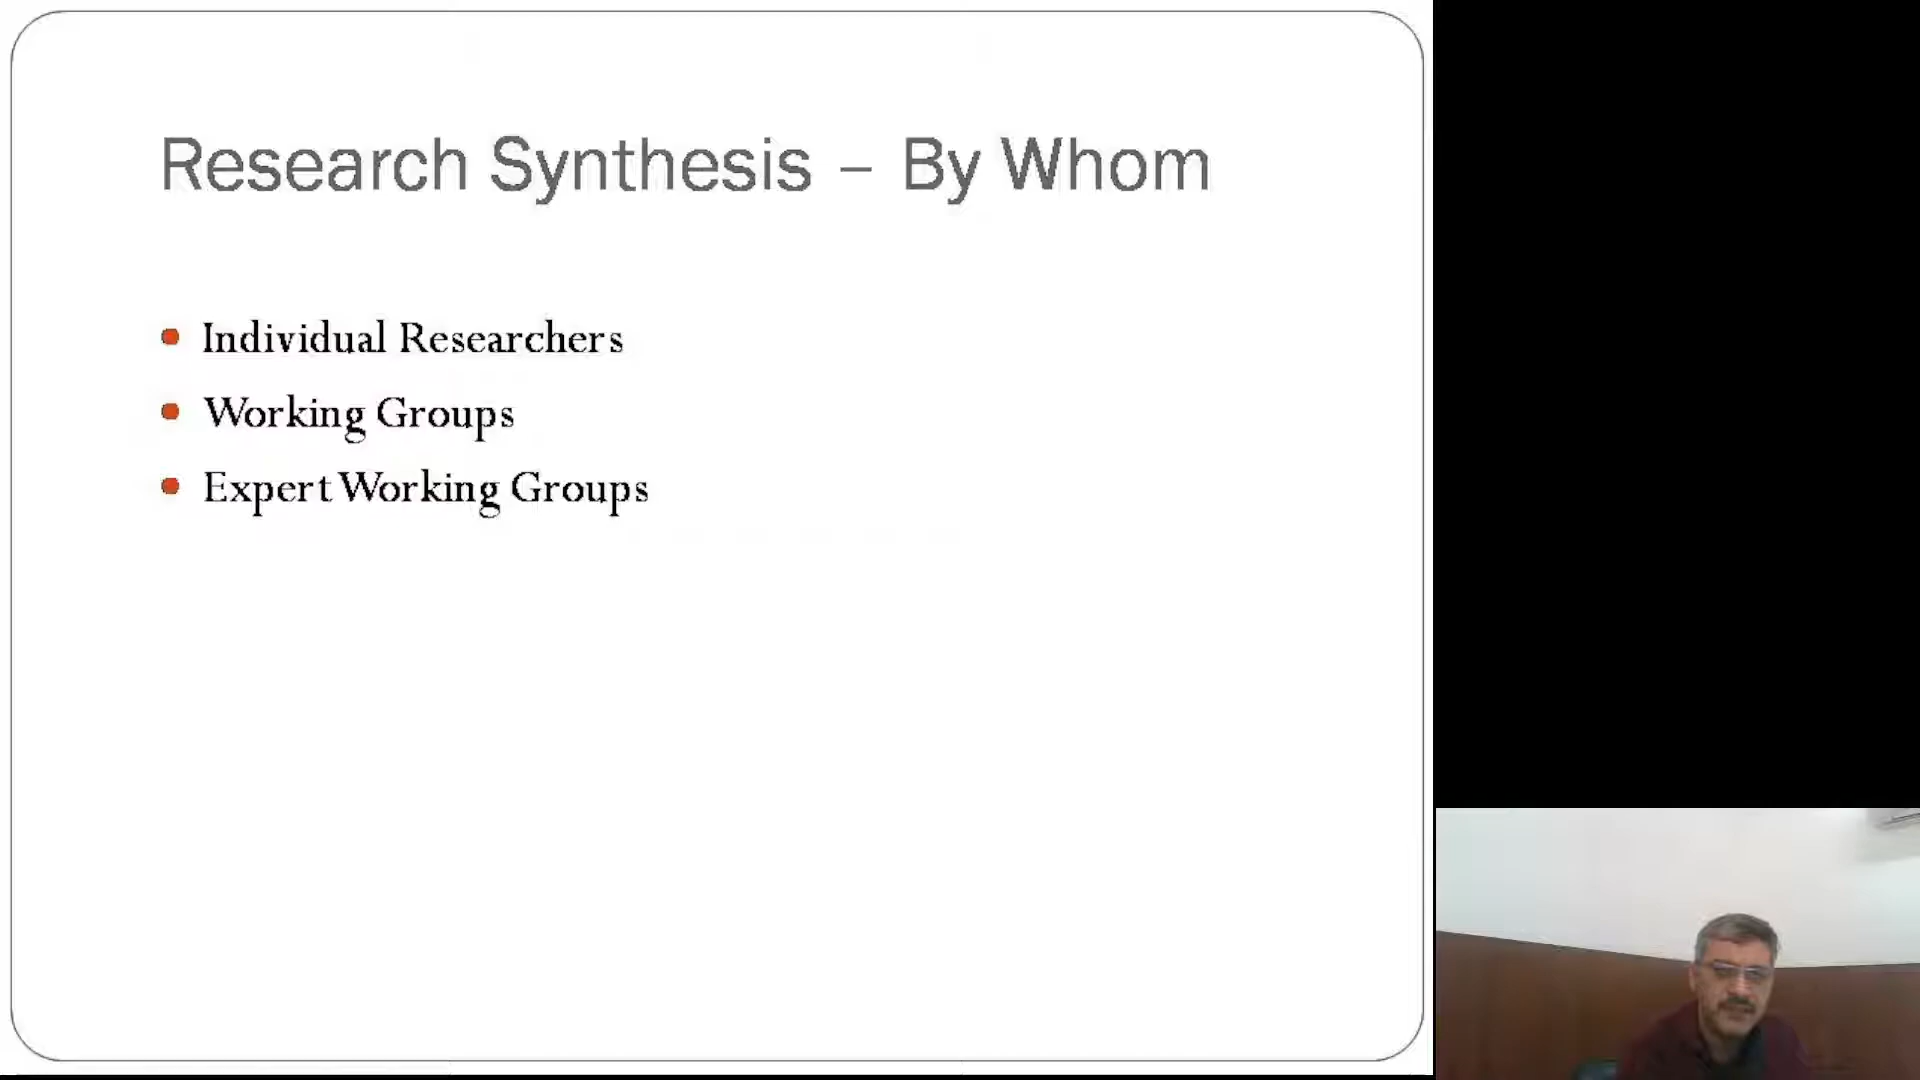 Research Synthesis – By Whom
Individual Researchers
Working Groups
Expert Working Groups